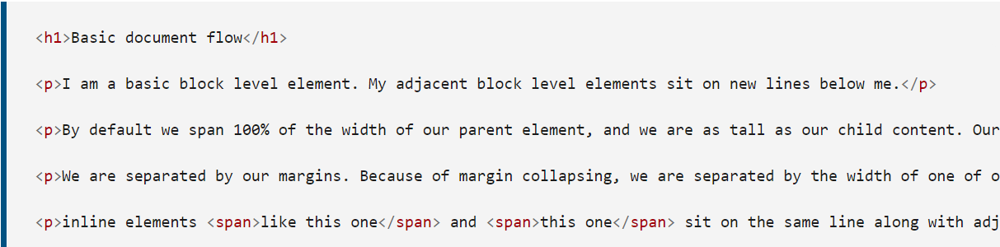 <h1>Basic document flow</h1>
<p>I am a basic block level element. My adjacent block level elements sit on new lines below me.</p>
<p>By default we span 100% of the width of our parent element, and we are as tall as our child content. Our
<p>We are separated by our margins. Because of margin collapsing, we are separated by the width of one of o
<p>inline elements <span>like this one</span> and <span>this one</span> sit on the same line along with adj